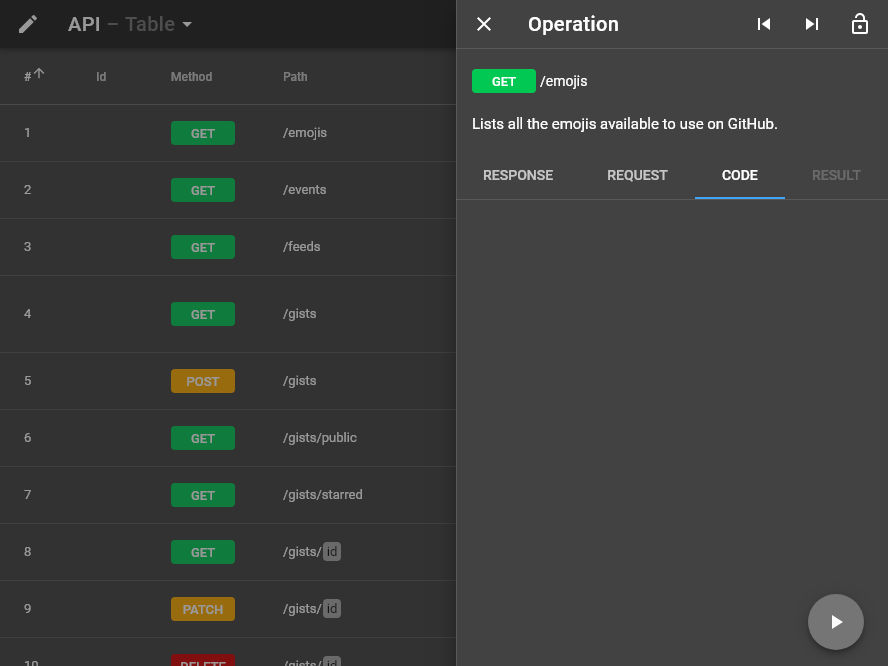 API – Table
# Id Method Path
1 GET /emojis
2 GET /events
3 GET /feeds
4 GET /gists
5 POST /gists
6 GET /gists/public
7 GET /gists/starred
8 GET /gists/ id
9 PATCH /gists/ id
10 DELETE /gists/ id
Operation
GET /emojis
Lists all the emojis available to use on GitHub.
RESPONSE REQUEST CODE RESULT